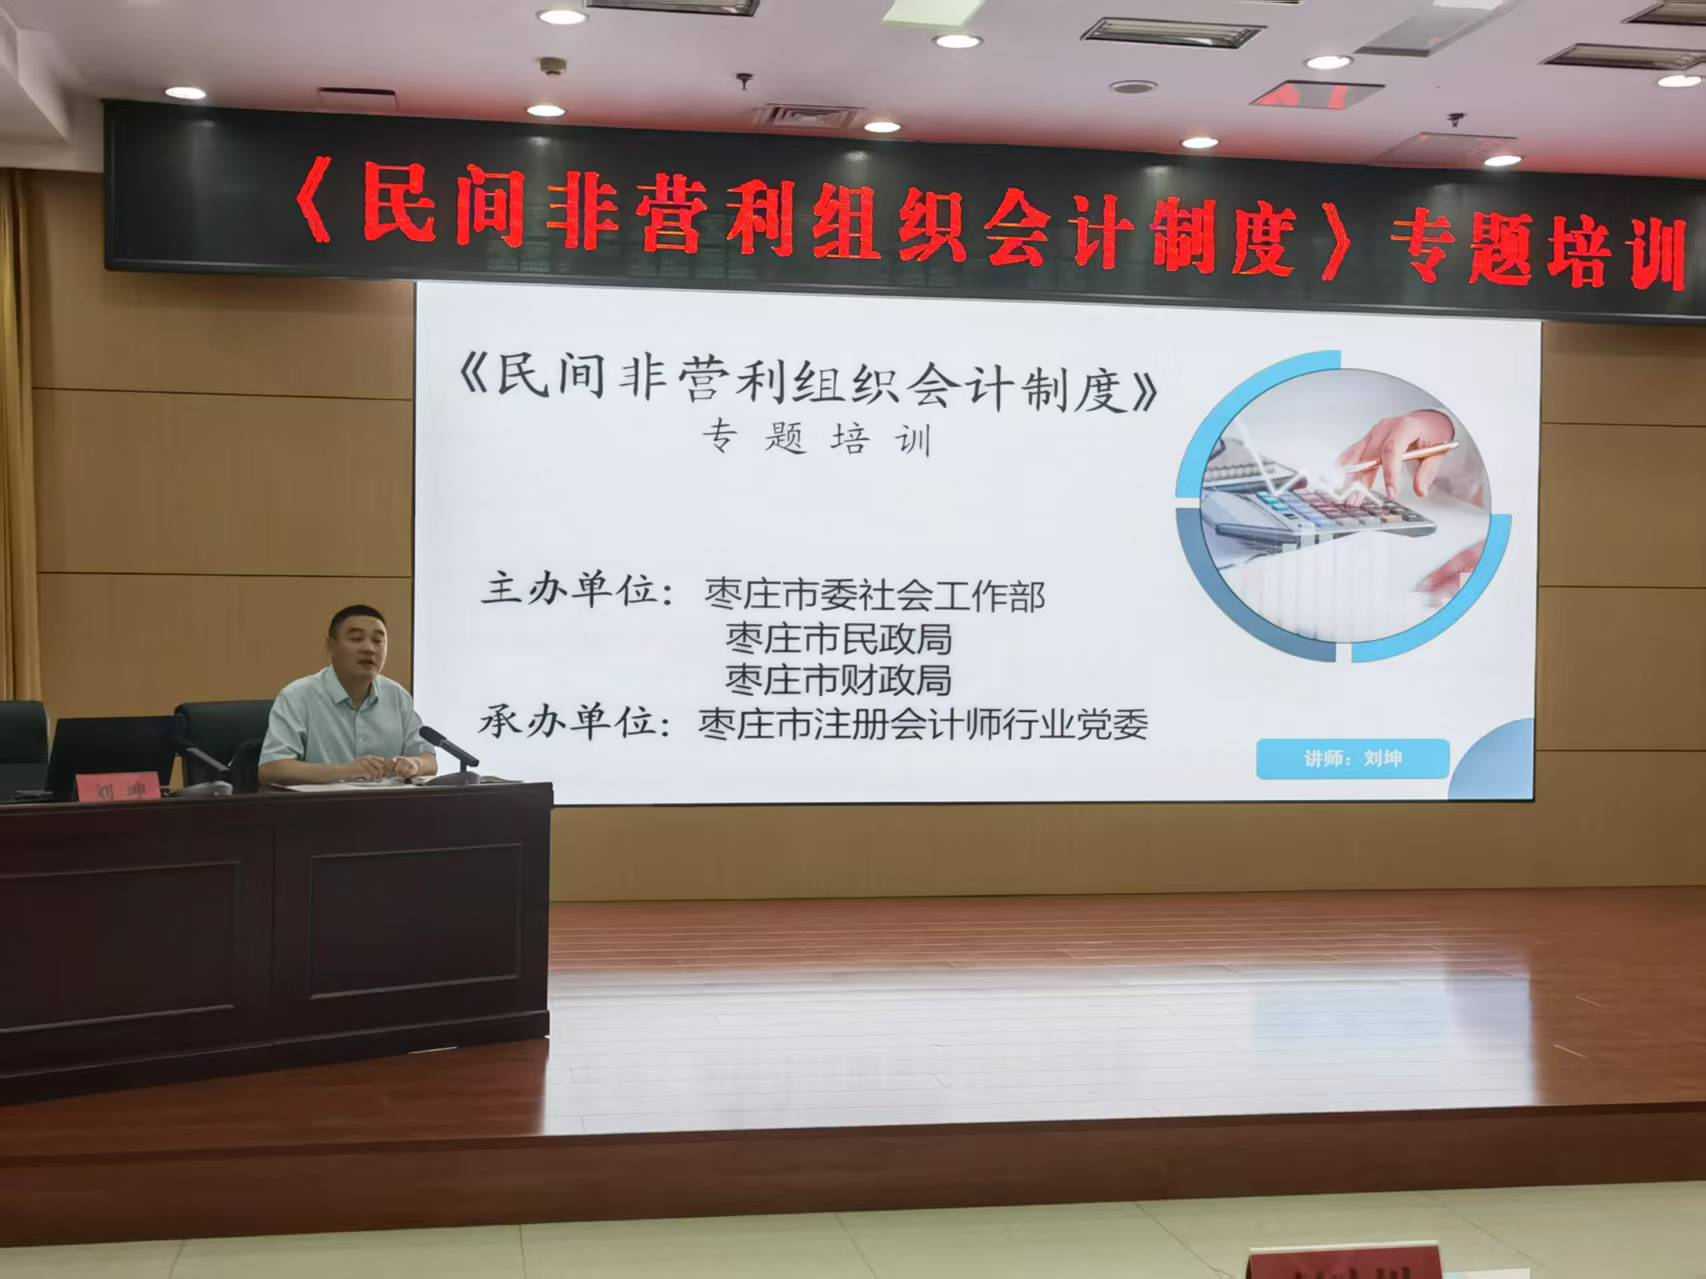 《民间非营利组织会计制度》专题培训
《民间非营利组织会计制度》
专题培训
主办单位：枣庄市委社会工作部
枣庄市民政局
枣庄市财政局
承办单位：枣庄市注册会计师行业党委
讲师：刘坤
刘坤